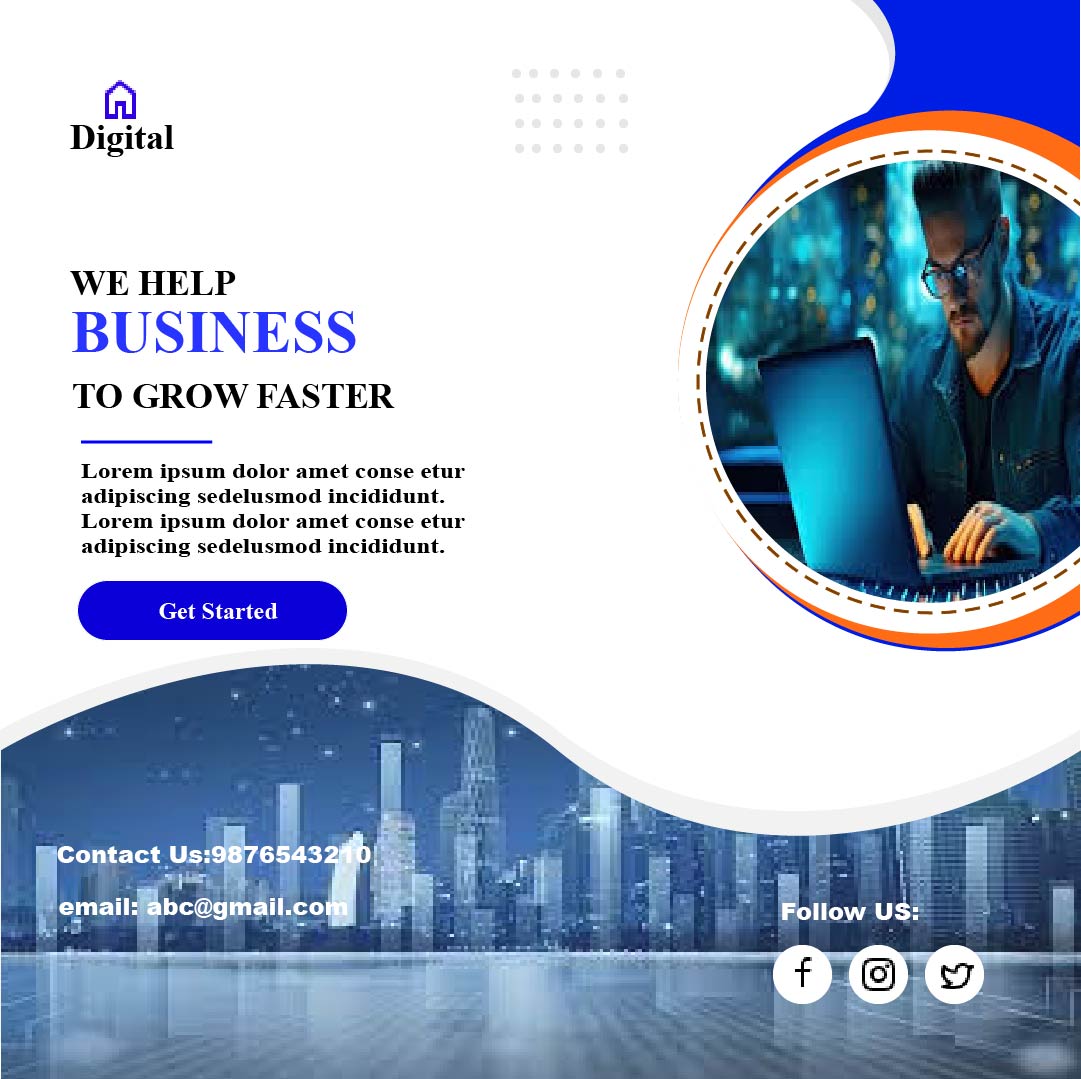 Digital
WE HELP
BUSINESS
TO GROW FASTER
Lorem ipsum dolor amet conse etur
adipiscing sedelusmod incididunt.
Lorem ipsum dolor amet conse etur
adipiscing sedelusmod incididunt.
Get Started
Contact Us:9876543210
email: abc@gmail.com
Follow US: